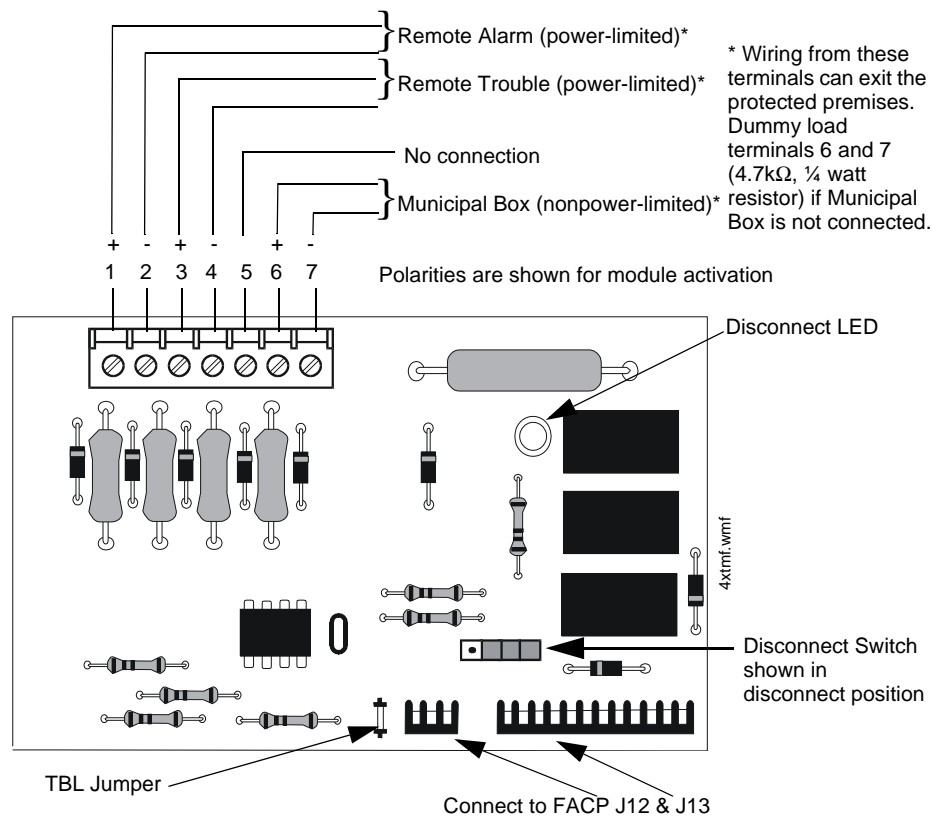 Remote Alarm (power-limited)*
Remote Trouble (power-limited)*
No connection
Municipal Box (nonpower-limited)*
* Wiring from these
terminals can exit the
protected premises.
Dummy load
terminals 6 and 7
(4.7kΩ, ¼ watt
resistor) if Municipal
Box is not connected.
+ - + - + -
1 2 3 4 5 6 7
Polarities are shown for module activation
Disconnect LED
4xtmf.wmf
Disconnect Switch
shown in
disconnect position
TBL Jumper
Connect to FACP J12 & J13